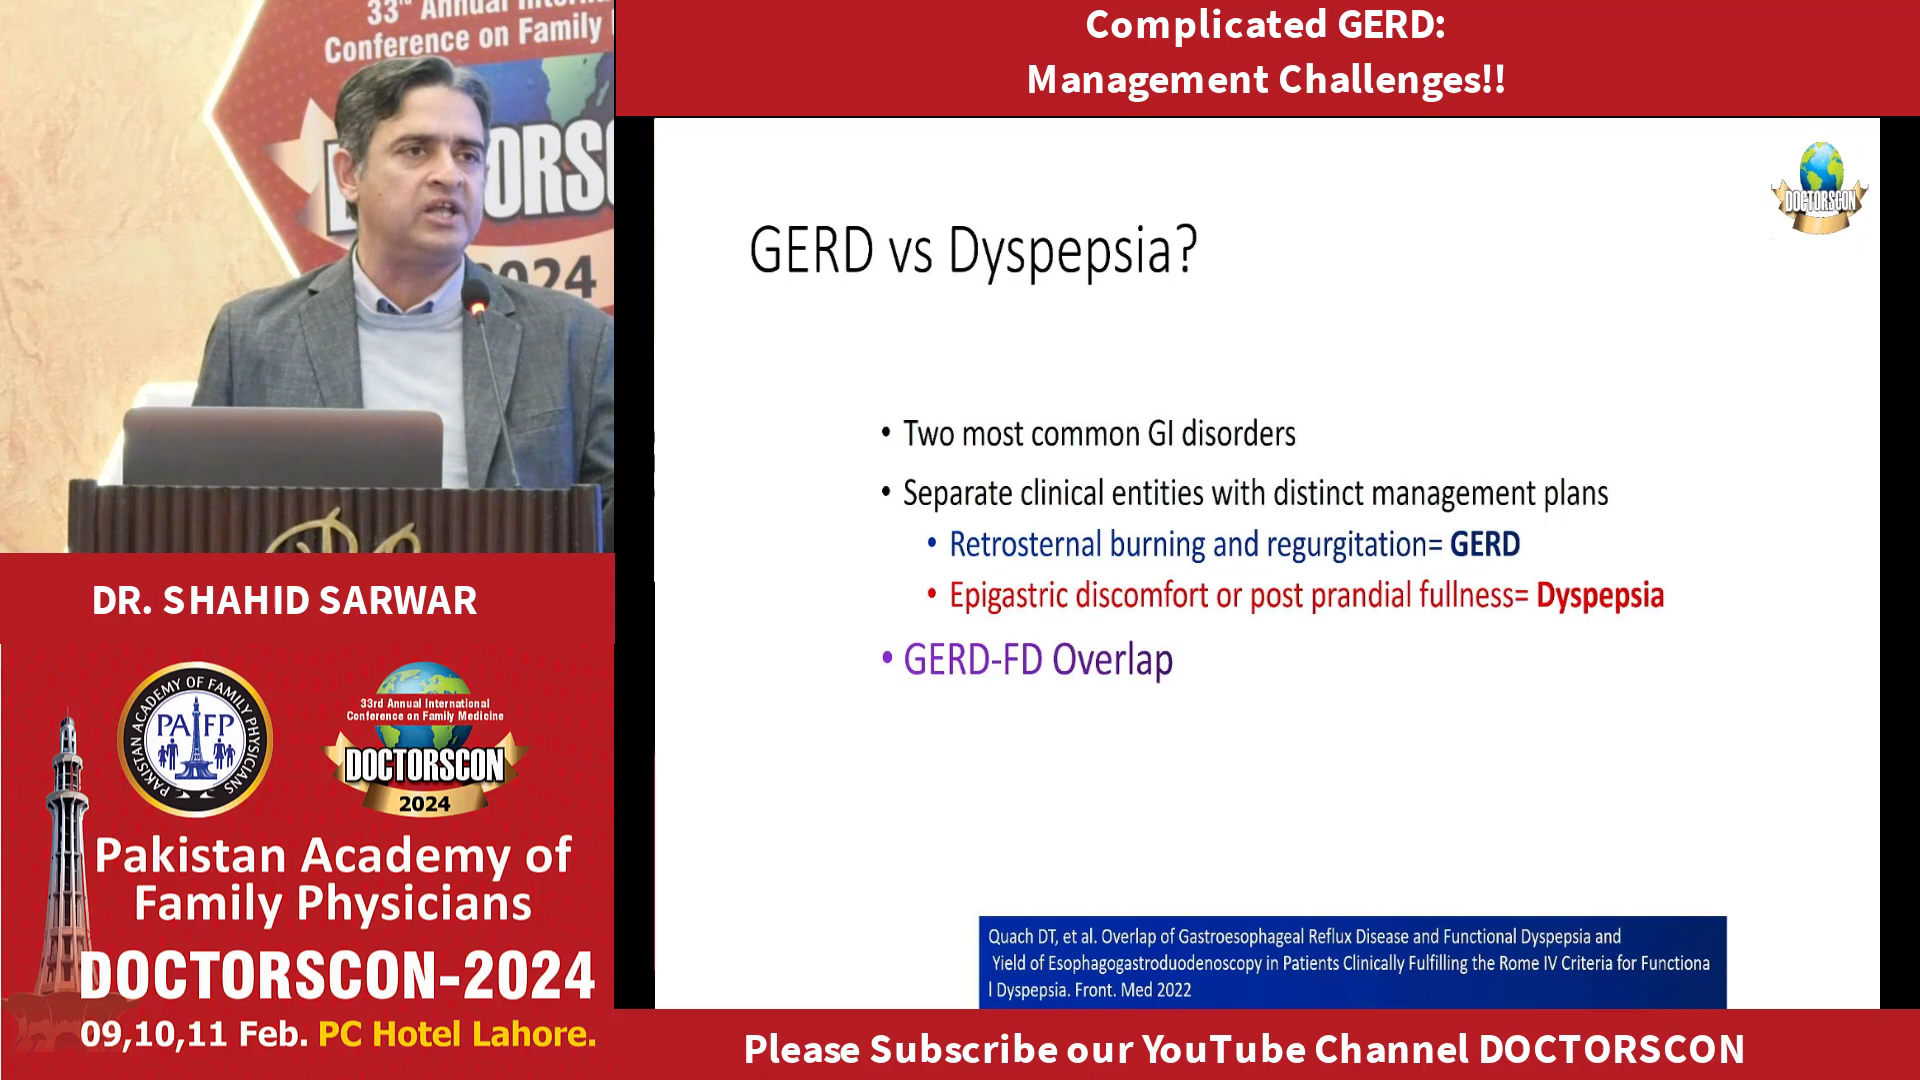 33rd Annual Interna
Conference on Family
ORS
2024
Complicated GERD:
Management Challenges!!
DOCTORSCON
GERD vs Dyspepsia?
• Two most common GI disorders
• Separate clinical entities with distinct management plans
• Retrosternal burning and regurgitation= GERD
• Epigastric discomfort or post prandial fullness= Dyspepsia
• GERD-FD Overlap
Quach DT, et al. Overlap of Gastroesophageal Reflux Disease and Functional Dyspepsia and
Yield of Esophagogastroduodenoscopy in Patients Clinically Fulfilling the Rome IV Criteria for Functiona
l Dyspepsia. Front. Med 2022
DR. SHAHID SARWAR
PAKISTAN ACADEMY OF FAMILY PHYSICIANS
PAFP
33rd Annual International
Conference on Family Medicine
DOCTORSCON
2024
Pakistan Academy of
Family Physicians
DOCTORSCON-2024
09,10,11 Feb. PC Hotel Lahore.
Please Subscribe our YouTube Channel DOCTORSCON